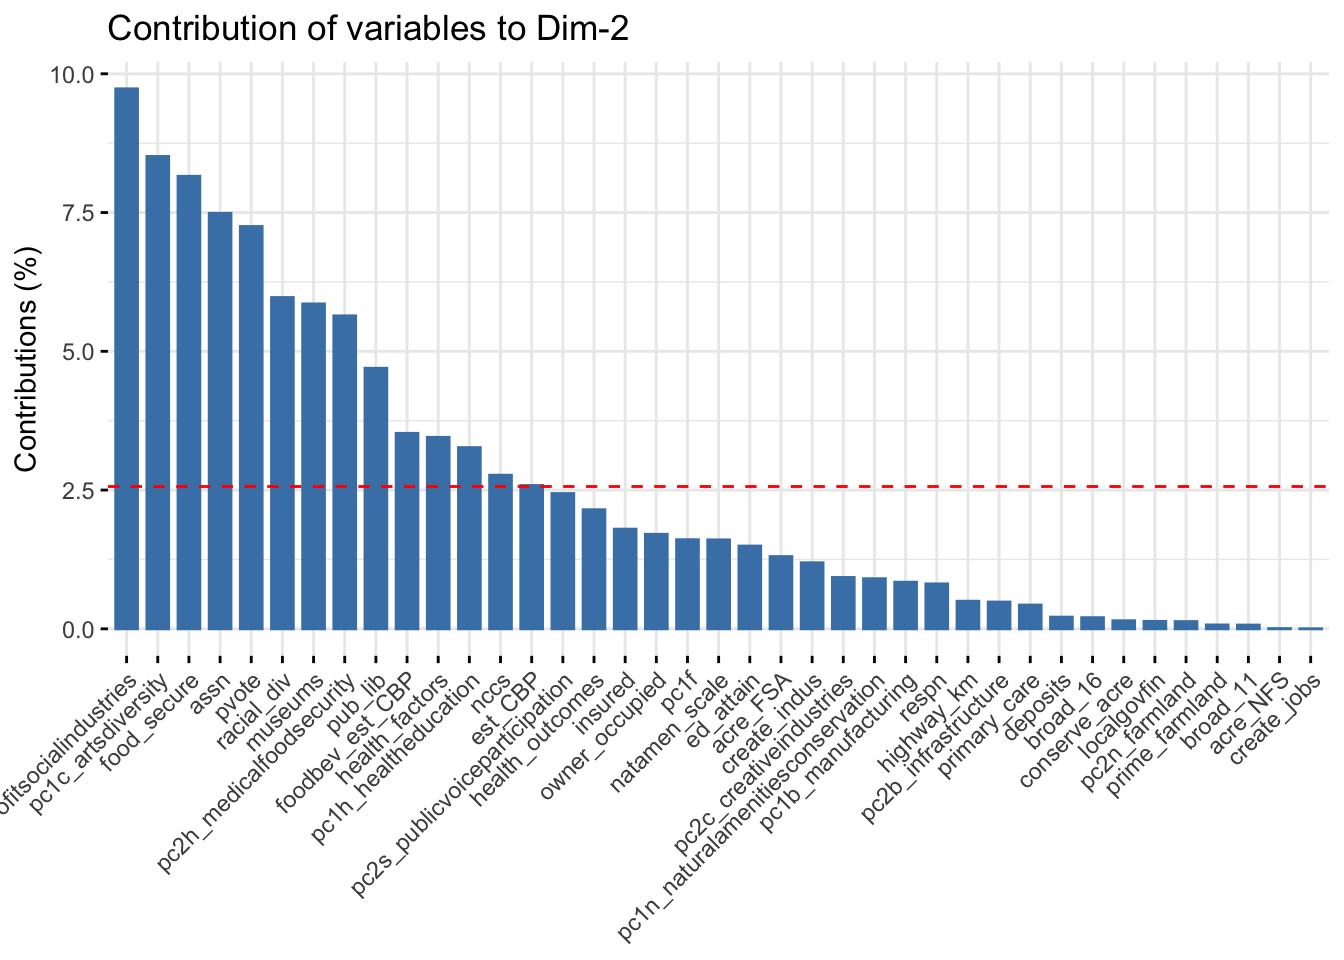 Contribution of variables to Dim-2
Contributions (%)
10.0
7.5
5.0
2.5
0.0
ofitsocialindustries
pc1c_artsdiversity
food_secure
assn
pvote
racial_div
museums
pc2h_medicalfoodsecurity
pub_lib
foodbev_est_CBP
health_factors
pc1h_healtheducation
nccs
est_CBP
pc2s_publicvoiceparticipation
health_outcomes
insured
owner_occupied
pc1f
natamen_scale
ed_attain
acre_FSA
create_indus
pc2c_creativeindustries
pc1n_naturalamenitiesconservation
pc1b_manufacturing
respn
highway_km
pc2b_infrastructure
primary_care
deposits
broad_16
conserve_acre
localgovfin
pc2n_farmland
prime_farmland
broad_11
acre_NFS
create_jobs